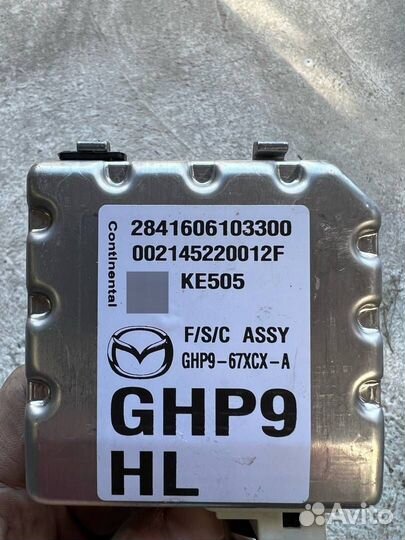 Continental
2841606103300
002145220012F
KE505
F/S/C ASSY
GHP9-67XCX-A
GHP9
HL
Avito